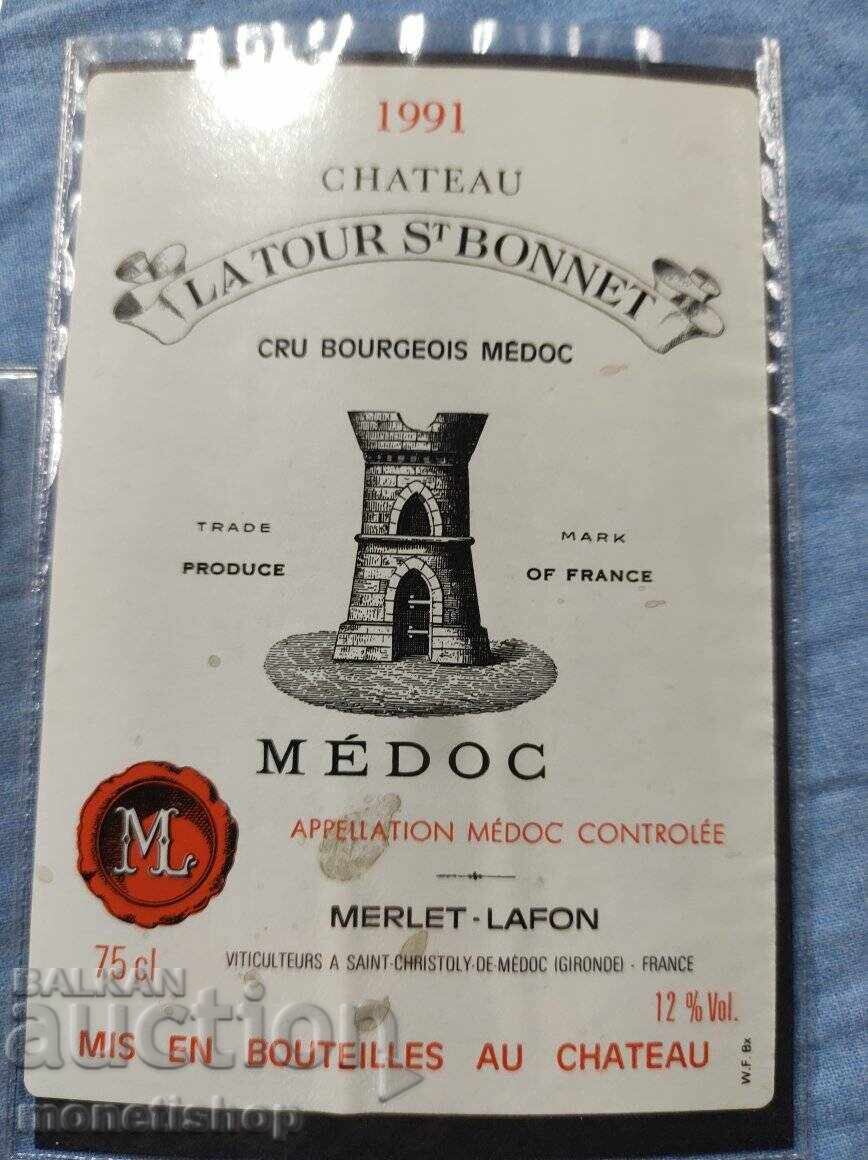 1991
CHATEAU
LA TOUR ST BONNET
CRU BOURGEOIS MÉDOC
TRADE MARK
PRODUCE OF FRANCE
MÉDOC
ML
APPELLATION MÉDOC CONTROLÉE
MERLET-LAFON
75 cl
VITICULTEURS A SAINT-CHRISTOLY-DE-MÉDOC (GIRONDE) - FRANCE
12 % Vol.
MIS EN BOUTEILLES AU CHATEAU
W.F. Bx
BALKAN
auction
monetishop